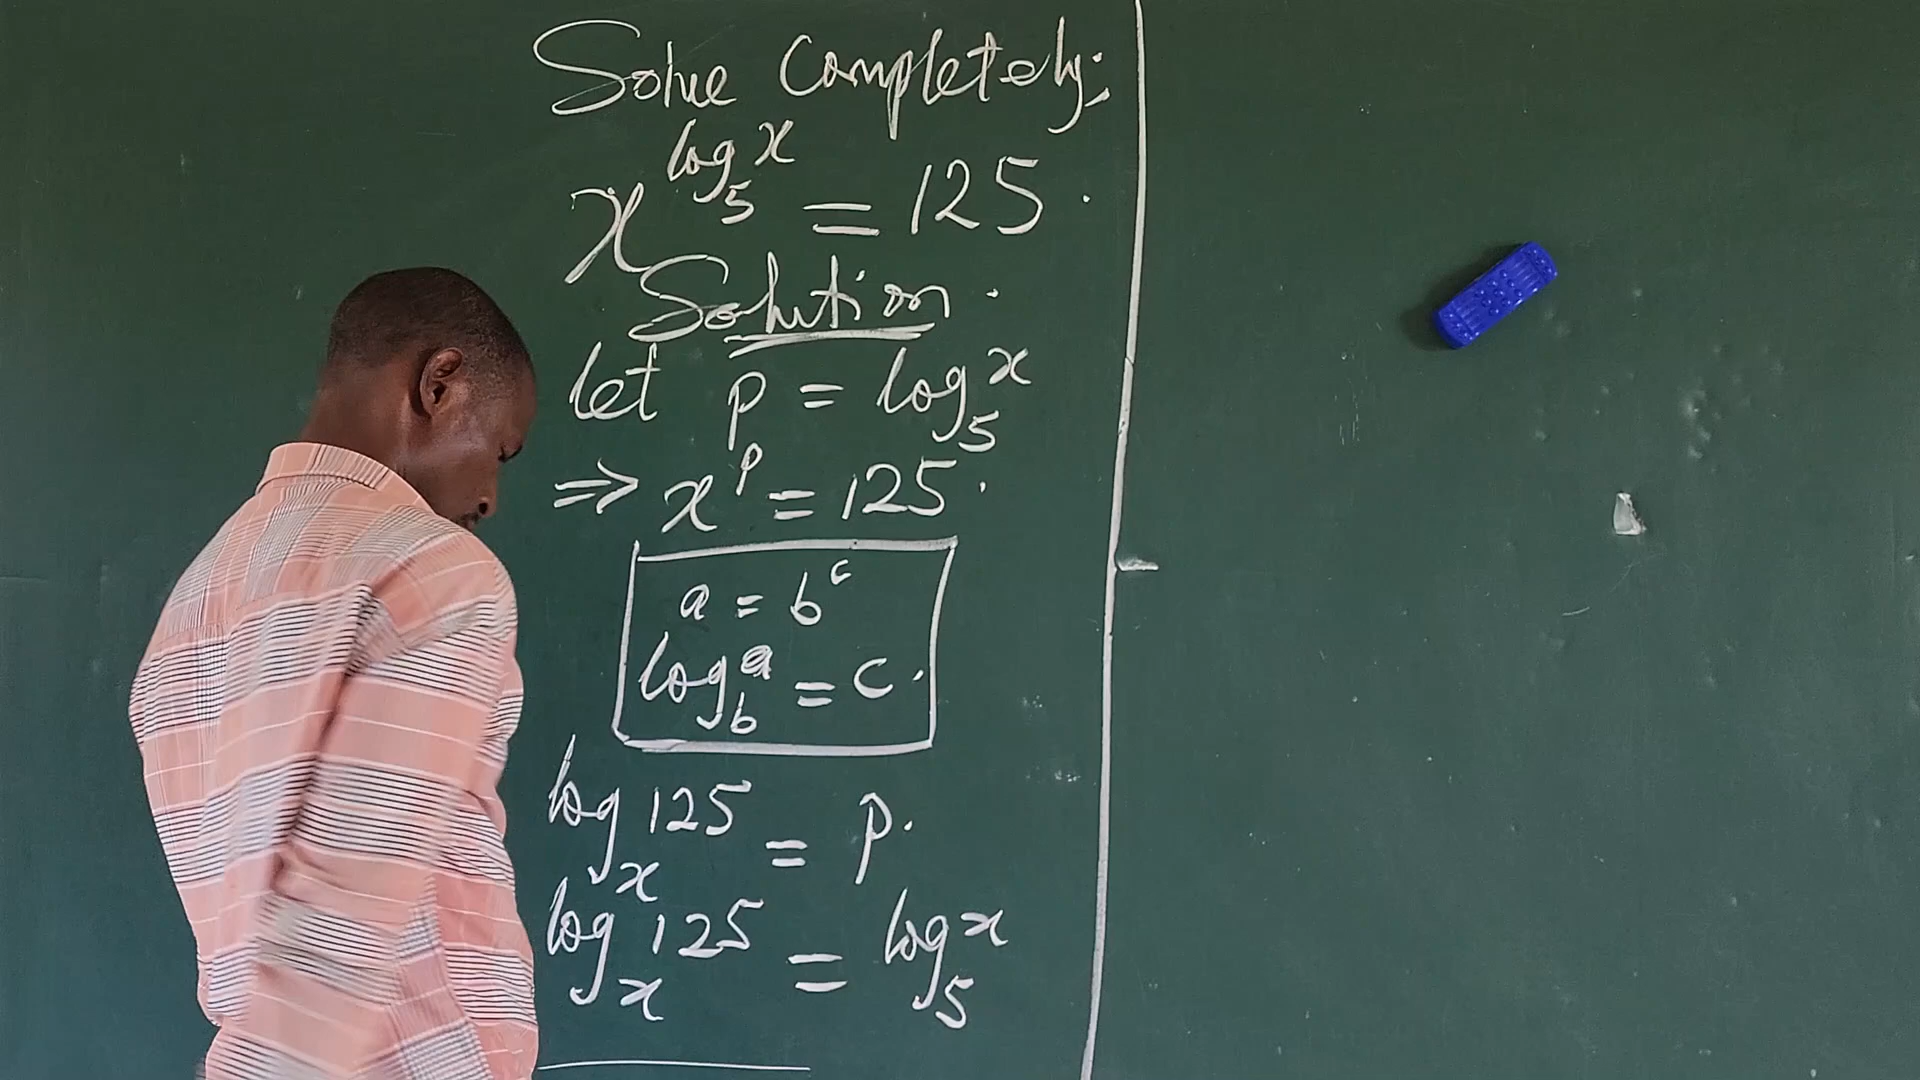 Solve completely:
x^{log_5 x} = 125.
Solution.
let p = log_5 x
⇒ x^p = 125.
a = b^c
log_b a = c.
log_x 125 = p.
log_x 125 = log_5 x